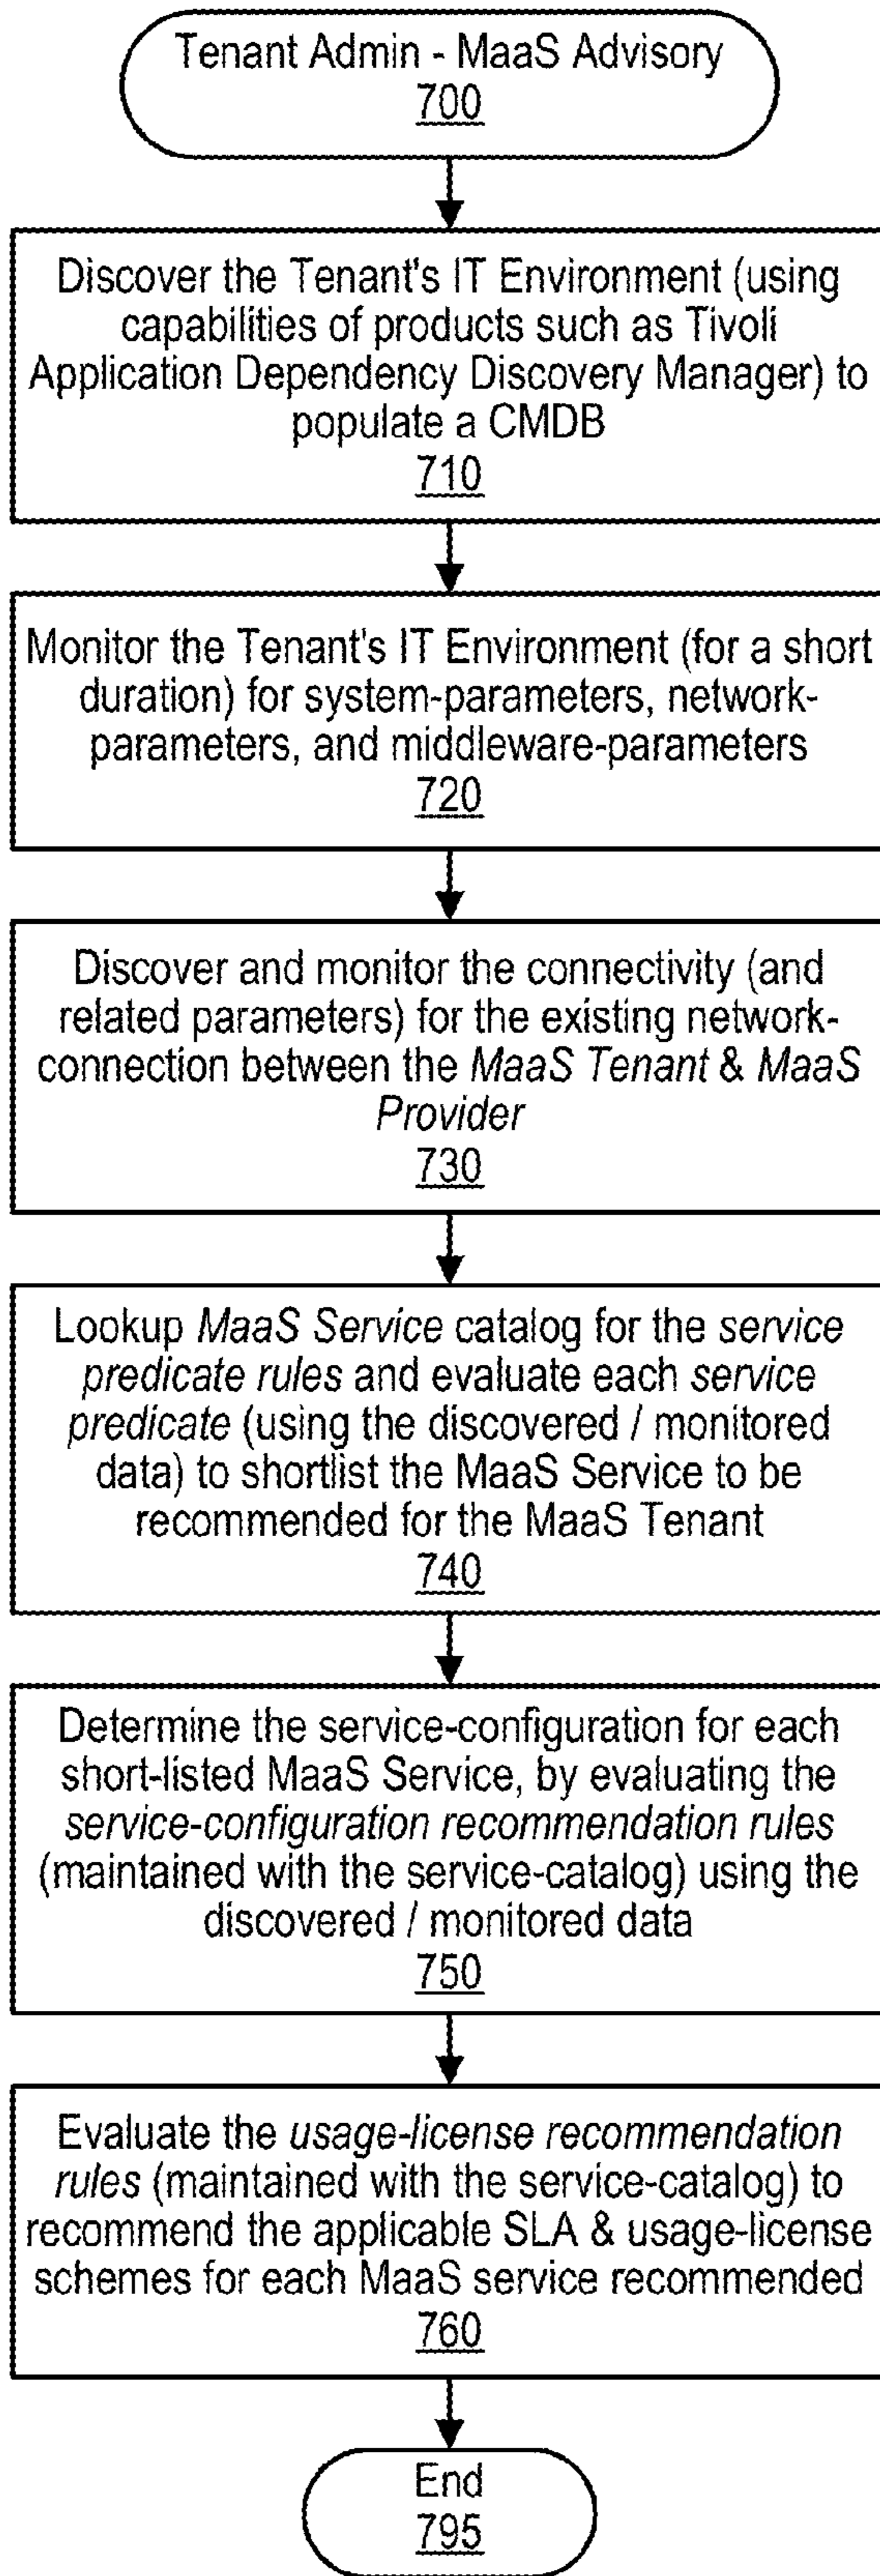 Tenant Admin - MaaS Advisory
700
Discover the Tenant's IT Environment (using
capabilities of products such as Tivoli
Application Dependency Discovery Manager) to
populate a CMDB
710
Monitor the Tenant's IT Environment (for a short
duration) for system-parameters, network-
parameters, and middleware-parameters
720
Discover and monitor the connectivity (and
related parameters) for the existing network-
connection between the MaaS Tenant & MaaS
Provider
730
Lookup MaaS Service catalog for the service
predicate rules and evaluate each service
predicate (using the discovered / monitored
data) to shortlist the MaaS Service to be
recommended for the MaaS Tenant
740
Determine the service-configuration for each
short-listed MaaS Service, by evaluating the
service-configuration recommendation rules
(maintained with the service-catalog) using the
discovered / monitored data
750
Evaluate the usage-license recommendation
rules (maintained with the service-catalog) to
recommend the applicable SLA & usage-license
schemes for each MaaS service recommended
760
End
795